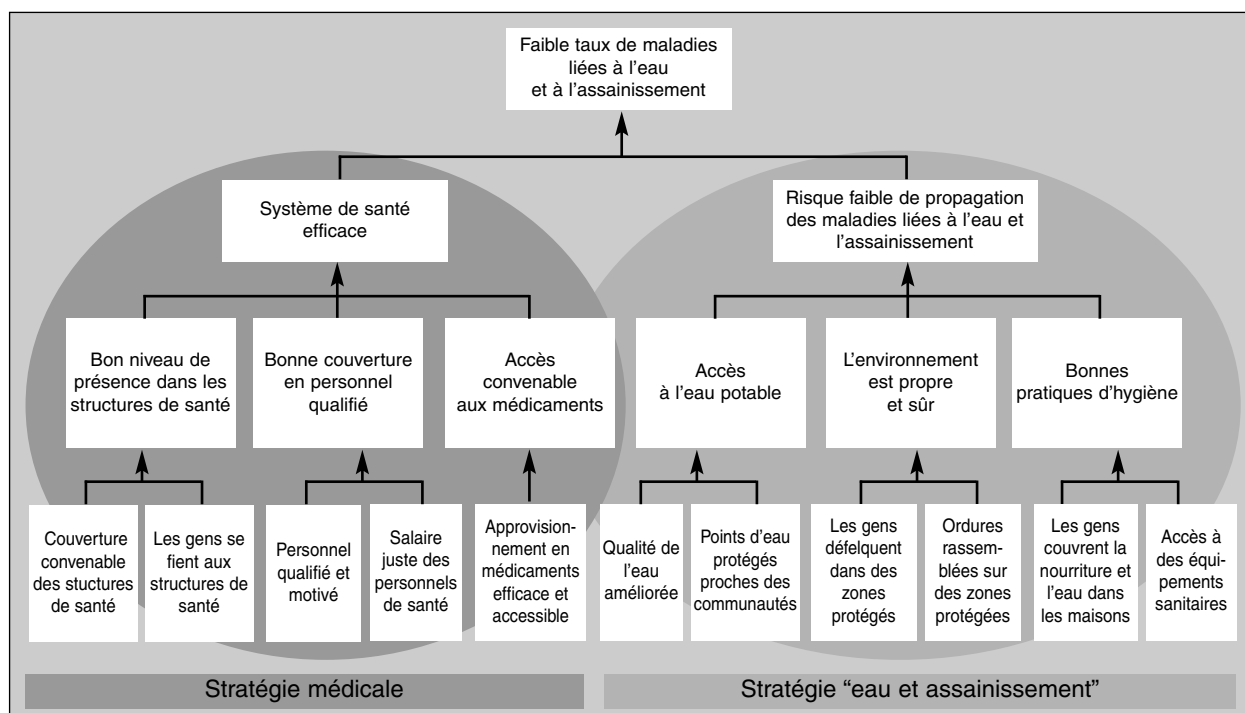 Faible taux de maladies
liées à l’eau
et à l’assainissement
Système de santé
efficace
Risque faible de propagation
des maladies liées à l’eau et
l’assainissement
Bon niveau de
présence dans les
structures de santé
Bonne couverture
en personnel
qualifié
Accès
convenable
aux médicaments
Accès
à l’eau potable
L’environnement
est propre
et sûr
Bonnes
pratiques d’hygiène
Couverture
convenable
des stuctures
de santé
Les gens se
fient aux
structures de
santé
Personnel
qualifié et
motivé
Salaire
juste des
personnels
de santé
Approvision-
nement en
médicaments
efficace et
accessible
Qualité de
l’eau
améliorée
Points d’eau
protégés
proches des
communautés
Les gens
défelquent
dans des
zones
protégés
Ordures
rassem-
blées sur
des zones
protégées
Les gens
couvrent la
nourriture et
l’eau dans
les maisons
Accès à
des équi-
pements
sanitaires
Stratégie médicale
Stratégie “eau et assainissement”